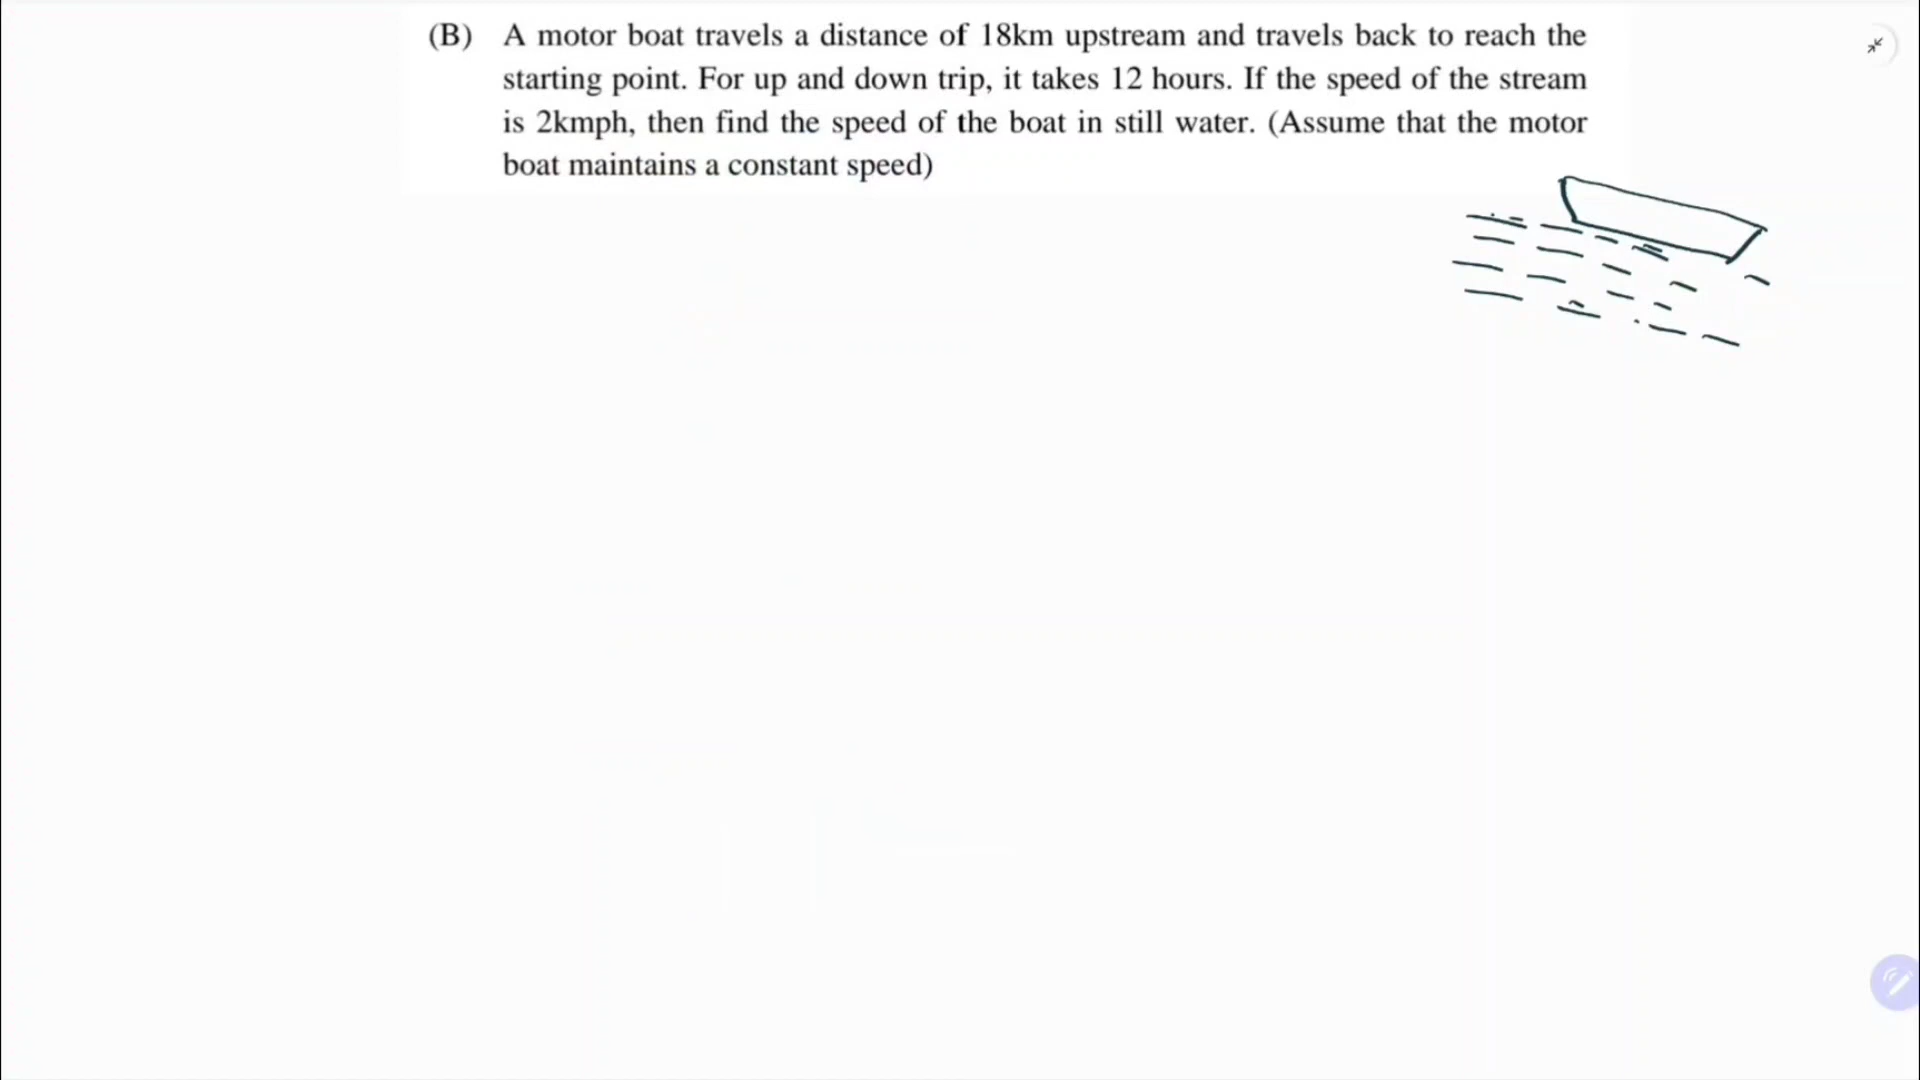 (B) A motor boat travels a distance of 18km upstream and travels back to reach the
starting point. For up and down trip, it takes 12 hours. If the speed of the stream
is 2kmph, then find the speed of the boat in still water. (Assume that the motor
boat maintains a constant speed)